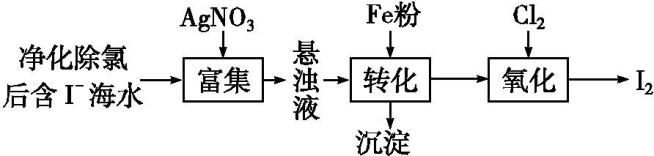 AgNO₃
Fe粉
Cl₂
净化除氯
后含I⁻海水
富集
悬浊液
转化
氧化
I₂
沉淀